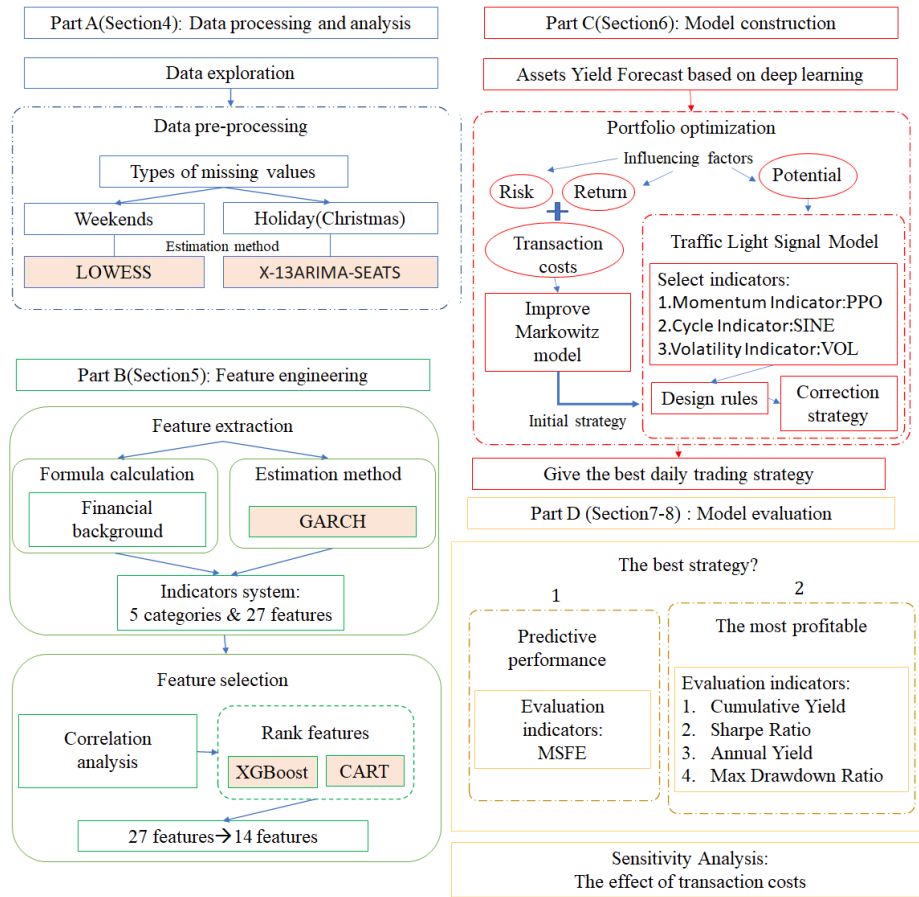 Part A(Section4): Data processing and analysis
Data exploration
Data pre-processing
Types of missing values
Weekends
Holiday(Christmas)
Estimation method
LOWESS
X-13ARIMA-SEATS
Part B(Section5): Feature engineering
Feature extraction
Formula calculation
Financial
background
Estimation method
GARCH
Indicators system:
5 categories & 27 features
Feature selection
Correlation
analysis
Rank features
XGBoost
CART
27 features→14 features
Part C(Section6): Model construction
Assets Yield Forecast based on deep learning
Portfolio optimization
Influencing factors
Risk
Return
Potential
Transaction
costs
Improve
Markowitz
model
Initial strategy
Traffic Light Signal Model
Select indicators:
1.Momentum Indicator:PPO
2.Cycle Indicator:SINE
3.Volatility Indicator:VOL
Design rules
Correction
strategy
Give the best daily trading strategy
Part D (Section7-8) : Model evaluation
The best strategy?
1
Predictive
performance
Evaluation
indicators:
MSFE
2
The most profitable
Evaluation indicators:
1. Cumulative Yield
2. Sharpe Ratio
3. Annual Yield
4. Max Drawdown Ratio
Sensitivity Analysis:
The effect of transaction costs